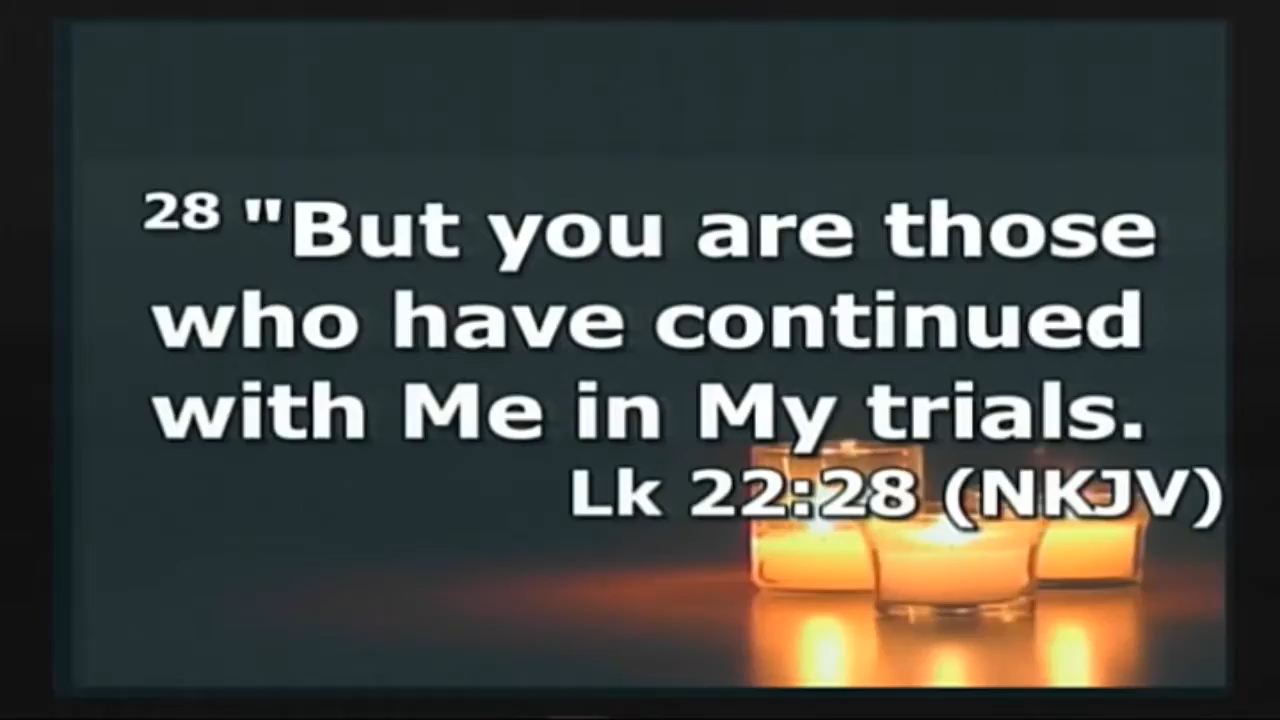 28 "But you are those
who have continued
with Me in My trials.
Lk 22:28 (NKJV)